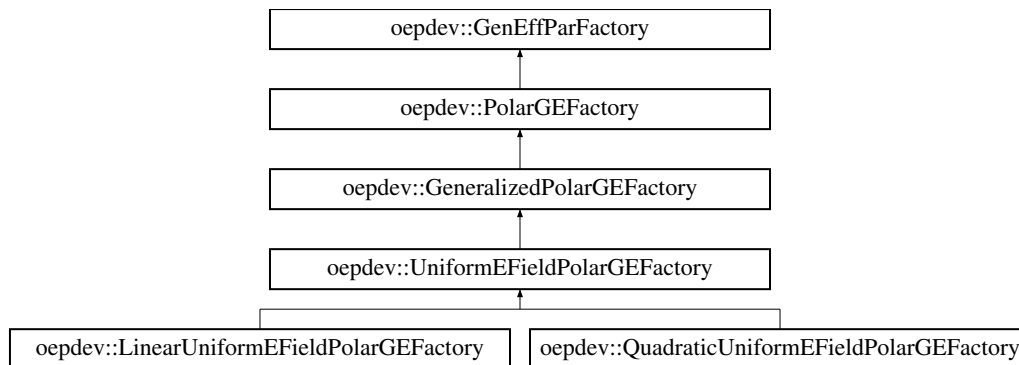 oepdev::GenEffParFactory
oepdev::PolarGEFactory
oepdev::GeneralizedPolarGEFactory
oepdev::UniformEFieldPolarGEFactory
oepdev::LinearUniformEFieldPolarGEFactory
oepdev::QuadraticUniformEFieldPolarGEFactory